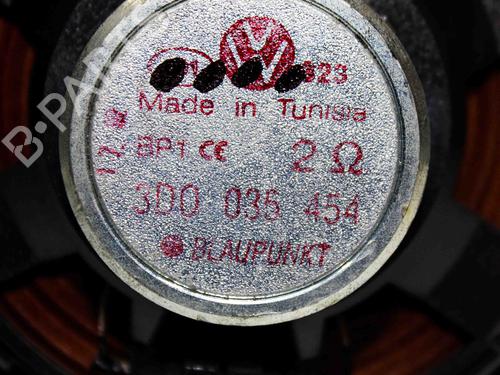 323
Made in Tunisia
BP1 CE 2 Ω
3D0 035 454
BLAUPUNKT
B-PARTS